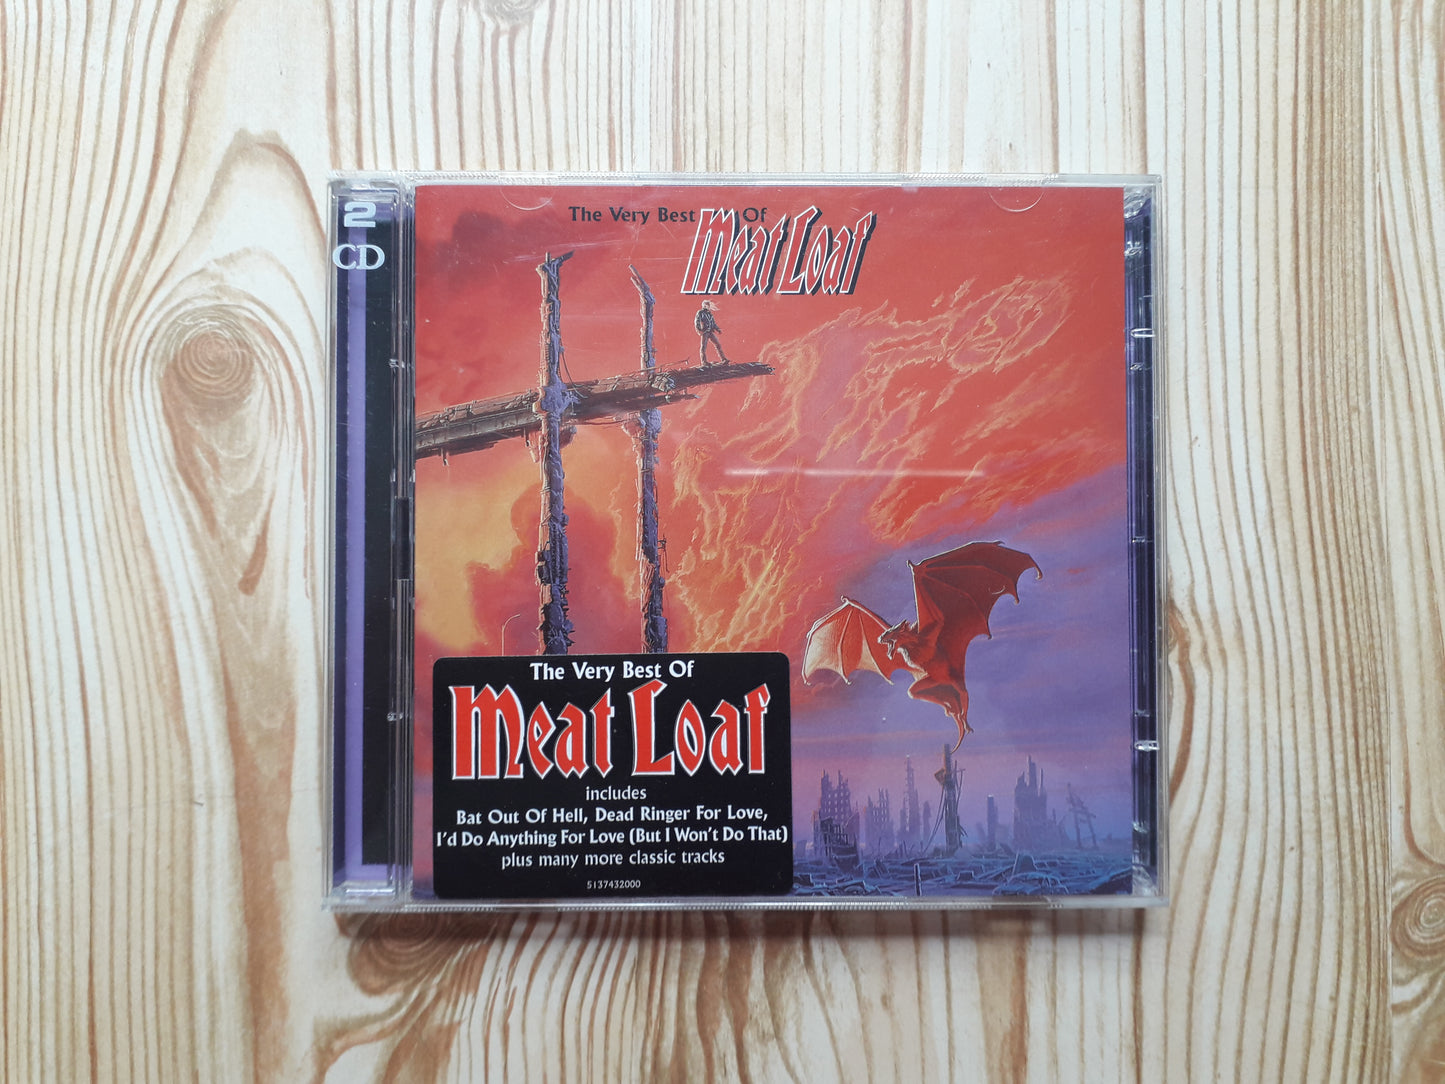 2
CD
The Very Best Of
Meat Loaf
The Very Best Of
Meat Loaf
includes
Bat Out Of Hell, Dead Ringer For Love,
I'd Do Anything For Love (But I Won't Do That)
plus many more classic tracks
5137432000